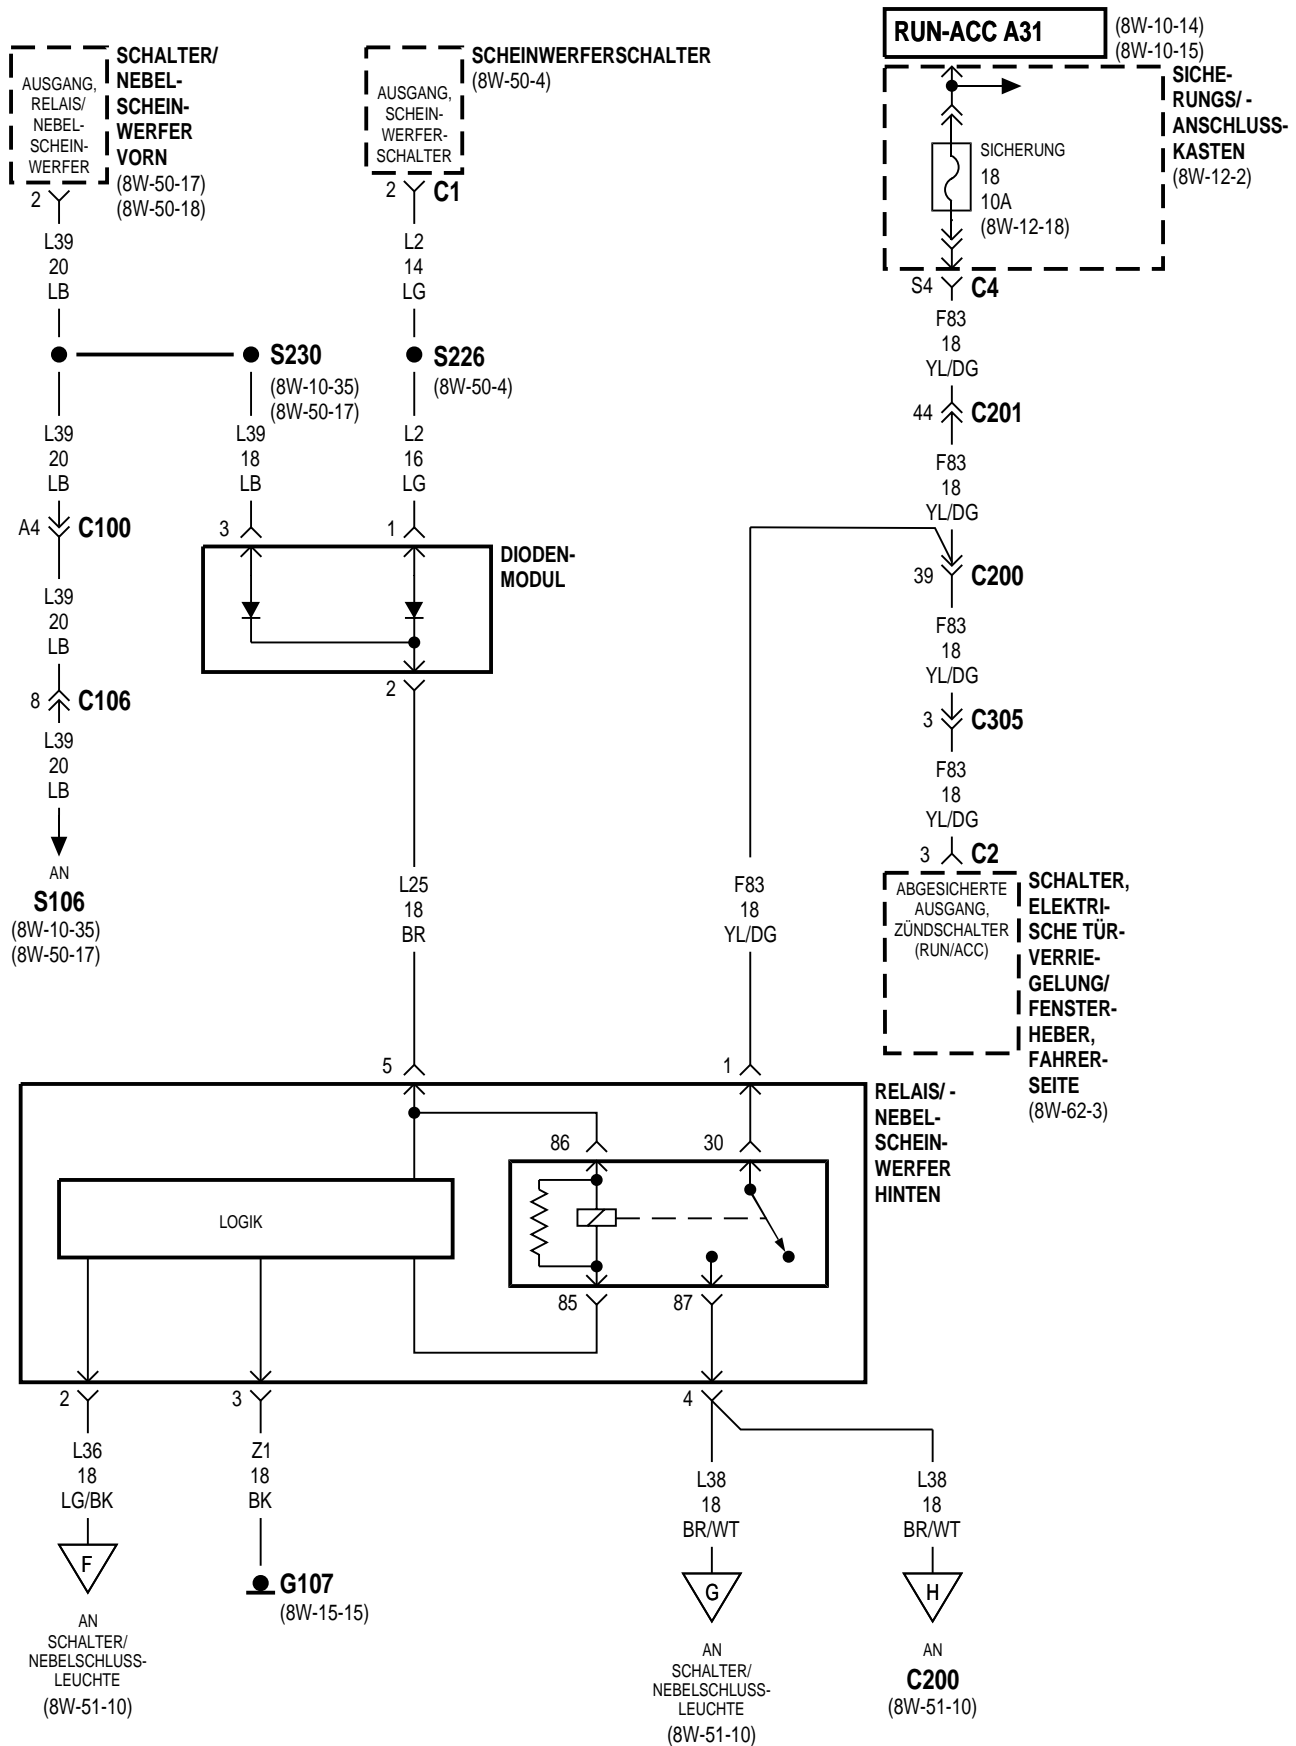 RUN-ACC A31
(8W-10-14)
(8W-10-15)
AUSGANG,
RELAIS/
NEBEL-
SCHEIN-
WERFER
SCHALTER/
NEBEL-
SCHEIN-
WERFER
VORN
(8W-50-17)
(8W-50-18)
AUSGANG,
SCHEIN-
WERFER-
SCHALTER
SCHEINWERFERSCHALTER
(8W-50-4)
SICHERUNG
18
10A
(8W-12-18)
SICHE-
RUNGS/ -
ANSCHLUSS-
KASTEN
(8W-12-2)
2
2
C1
S4
C4
L39
20
LB
L2
14
LG
F83
18
YL/DG
S230
(8W-10-35)
(8W-50-17)
S226
(8W-50-4)
44
C201
L39
20
LB
L39
18
LB
L2
16
LG
F83
18
YL/DG
A4
C100
3
1
DIODEN-
MODUL
39
C200
L39
20
LB
F83
18
YL/DG
8
C106
2
3
C305
L39
20
LB
F83
18
YL/DG
AN
S106
(8W-10-35)
(8W-50-17)
L25
18
BR
F83
18
YL/DG
3
C2
ABGESICHERTE
AUSGANG,
ZÜNDSCHALTER
(RUN/ACC)
SCHALTER,
ELEKTRI-
SCHE TÜR-
VERRIE-
GELUNG/
FENSTER-
HEBER,
FAHRER-
SEITE
(8W-62-3)
5
1
RELAIS/ -
NEBEL-
SCHEIN-
WERFER
HINTEN
86
30
LOGIK
85
87
2
3
4
L36
18
LG/BK
Z1
18
BK
L38
18
BR/WT
L38
18
BR/WT
F
G107
(8W-15-15)
G
H
AN
SCHALTER/
NEBELSCHLUSS-
LEUCHTE
(8W-51-10)
AN
SCHALTER/
NEBELSCHLUSS-
LEUCHTE
(8W-51-10)
AN
C200
(8W-51-10)